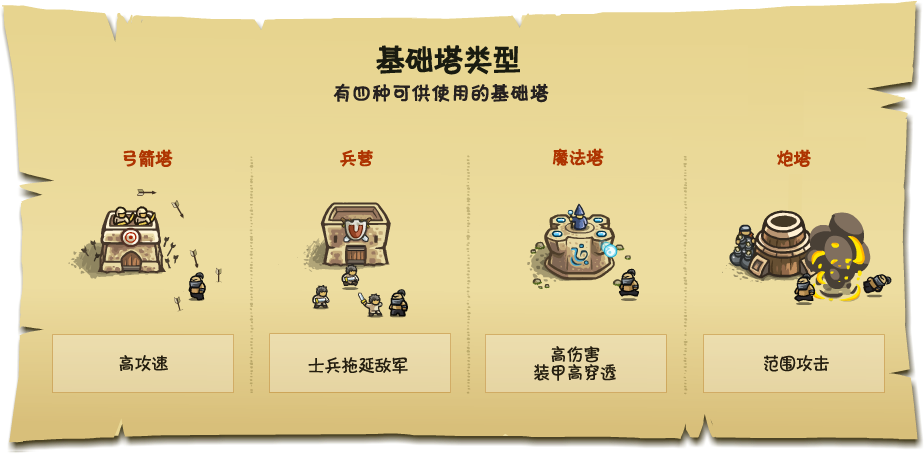 基础塔类型
有四种可供使用的基础塔
弓箭塔
兵营
魔法塔
炮塔
高攻速
士兵拖延敌军
高伤害
装甲高穿透
范围攻击